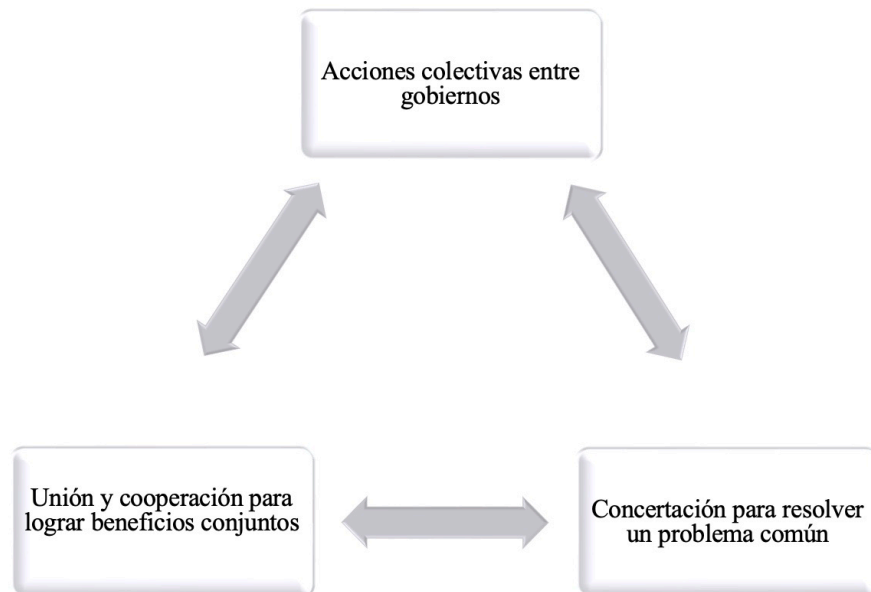 Acciones colectivas entre
gobiernos
Unión y cooperación para
lograr beneficios conjuntos
Concertación para resolver
un problema común